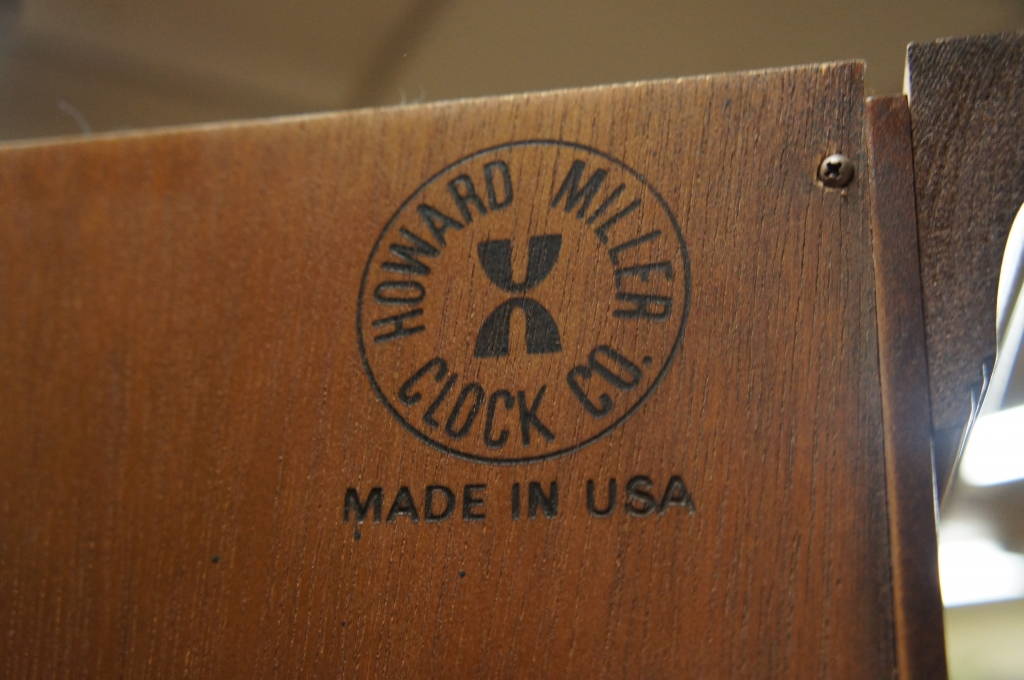 HOWARD MILLER
CLOCK CO.
MADE IN USA